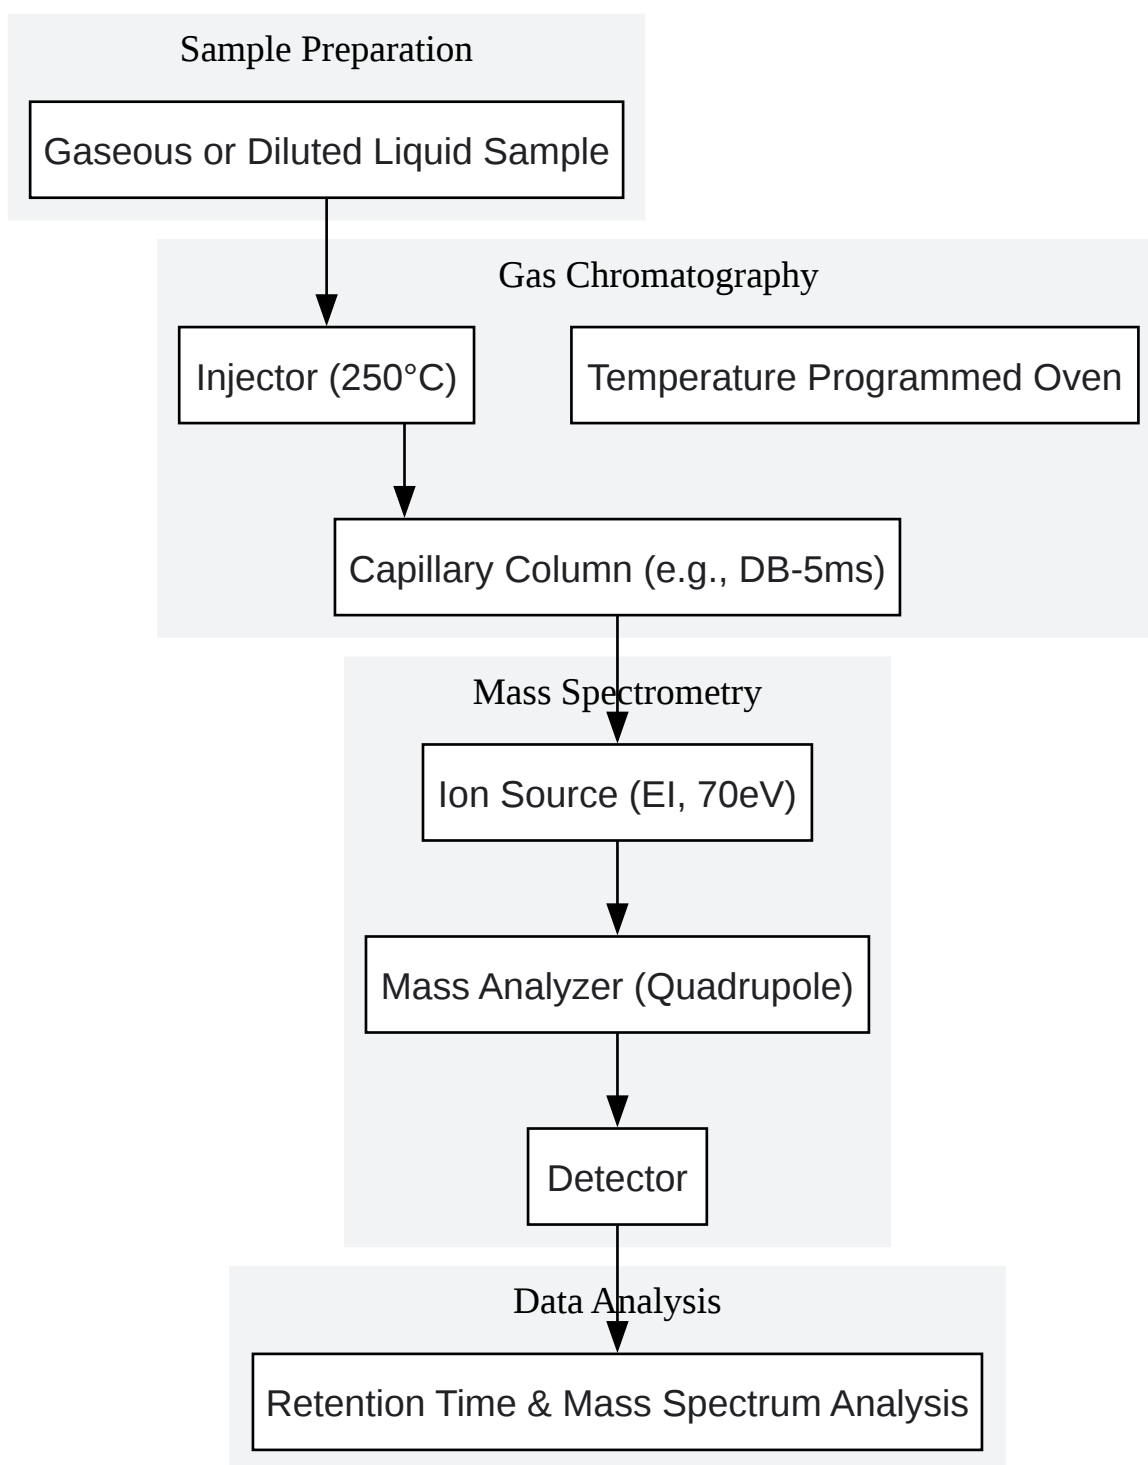 Sample Preparation
Gaseous or Diluted Liquid Sample
Gas Chromatography
Injector (250°C)
Temperature Programmed Oven
Capillary Column (e.g., DB-5ms)
Mass Spectrometry
Ion Source (EI, 70eV)
Mass Analyzer (Quadrupole)
Detector
Data Analysis
Retention Time & Mass Spectrum Analysis